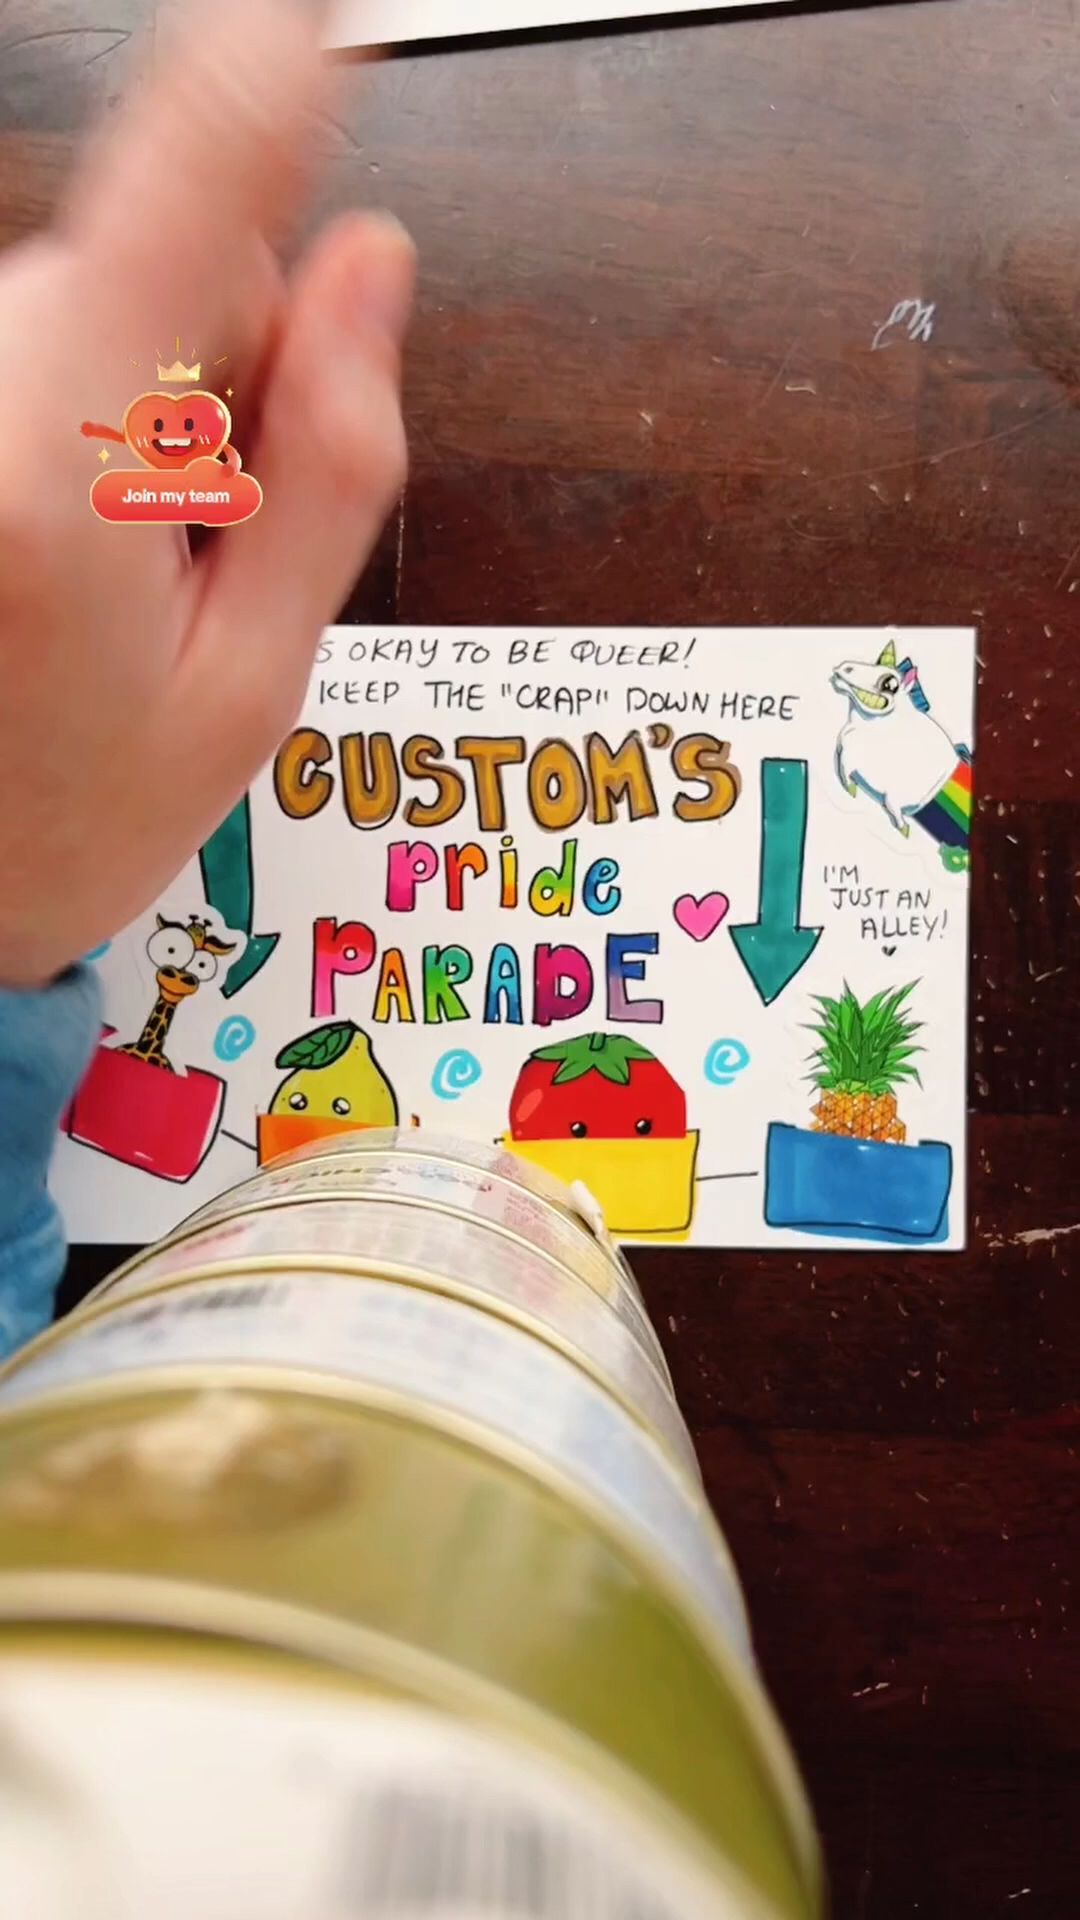 Join my team
S OKAY TO BE QUEER!
KEEP THE "CRAP" DOWN HERE
CUSTOM'S
Pride
PARADE
I'M
JUST AN
ALLEY!